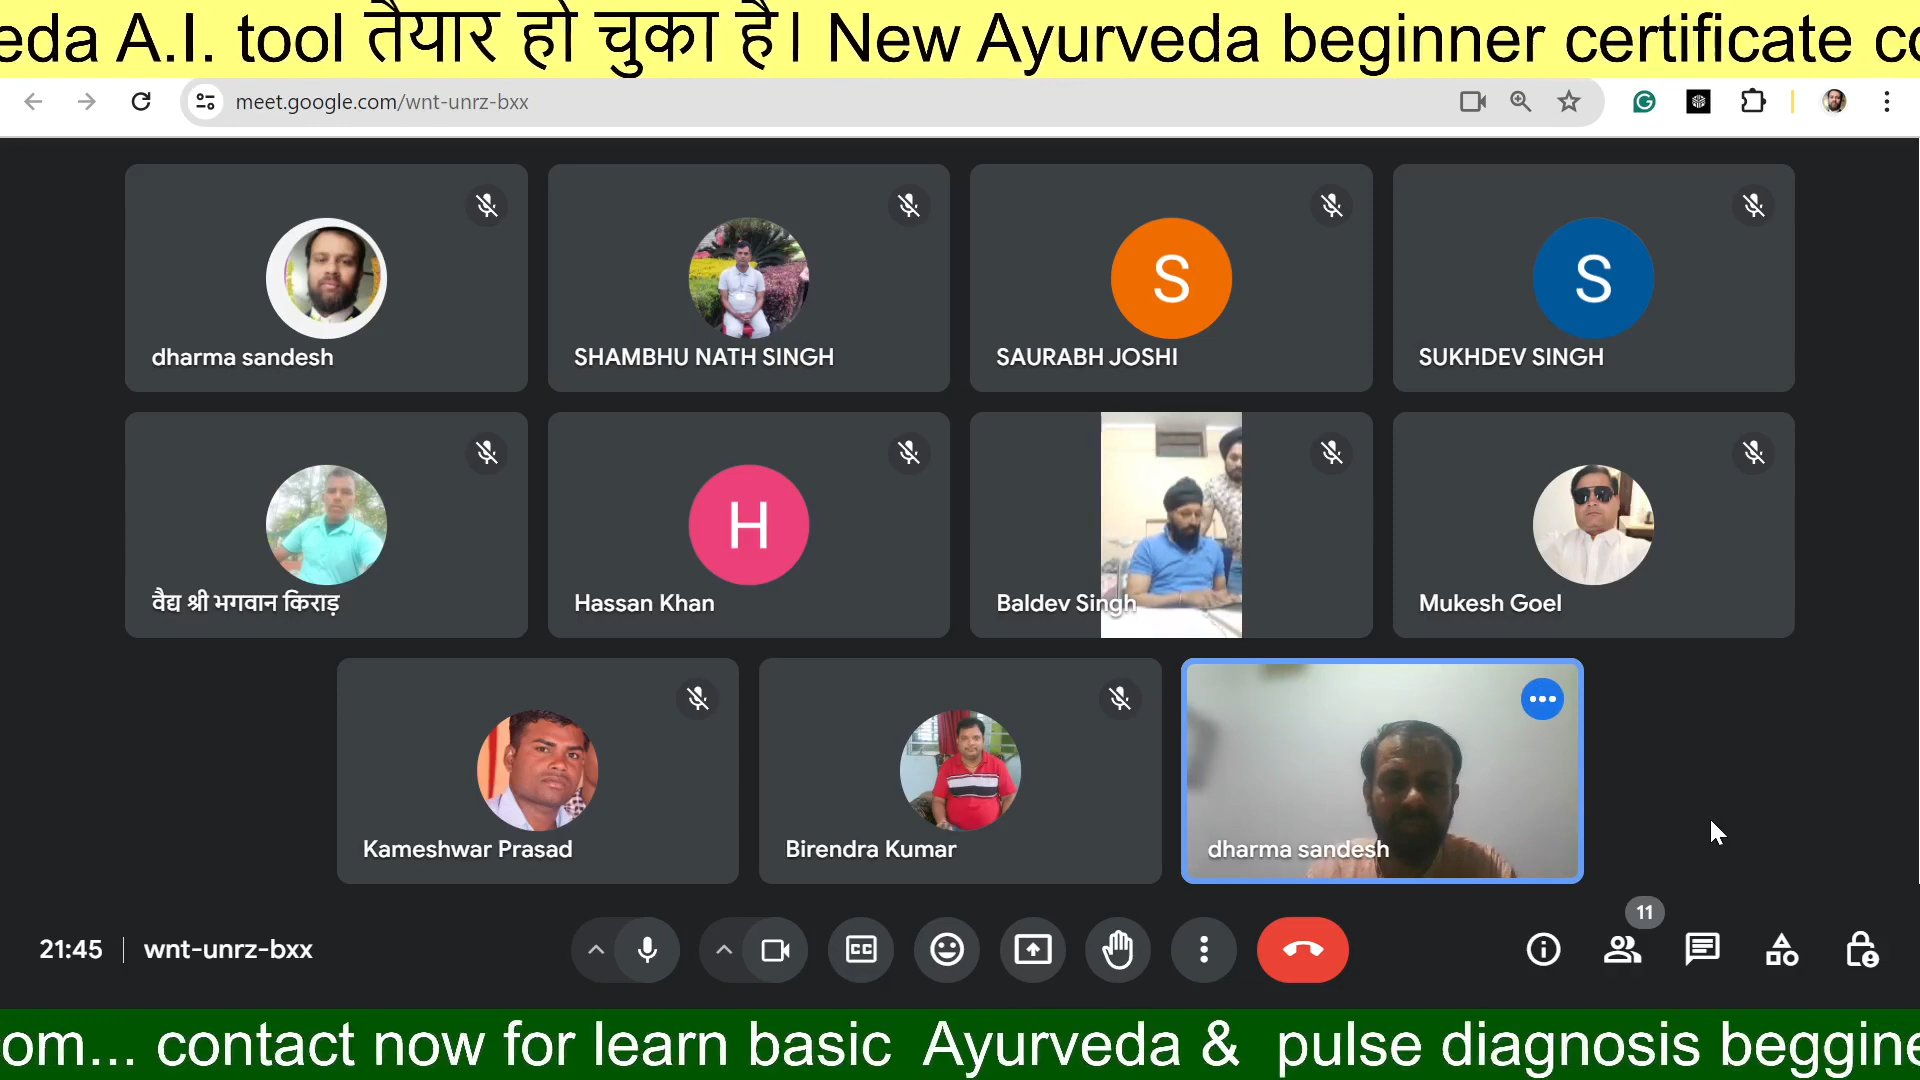 eda A.I. tool तैयार हो चुका है। New Ayurveda beginner certificate co
meet.google.com/wnt-unrz-bxx
dharma sandesh
SHAMBHU NATH SINGH
S
SAURABH JOSHI
S
SUKHDEV SINGH
वैद्य श्री भगवान किराड़
H
Hassan Khan
Baldev Singh
Mukesh Goel
Kameshwar Prasad
Birendra Kumar
dharma sandesh
11
21:45 wnt-unrz-bxx
CC
om... contact now for learn basic Ayurveda & pulse diagnosis beggine